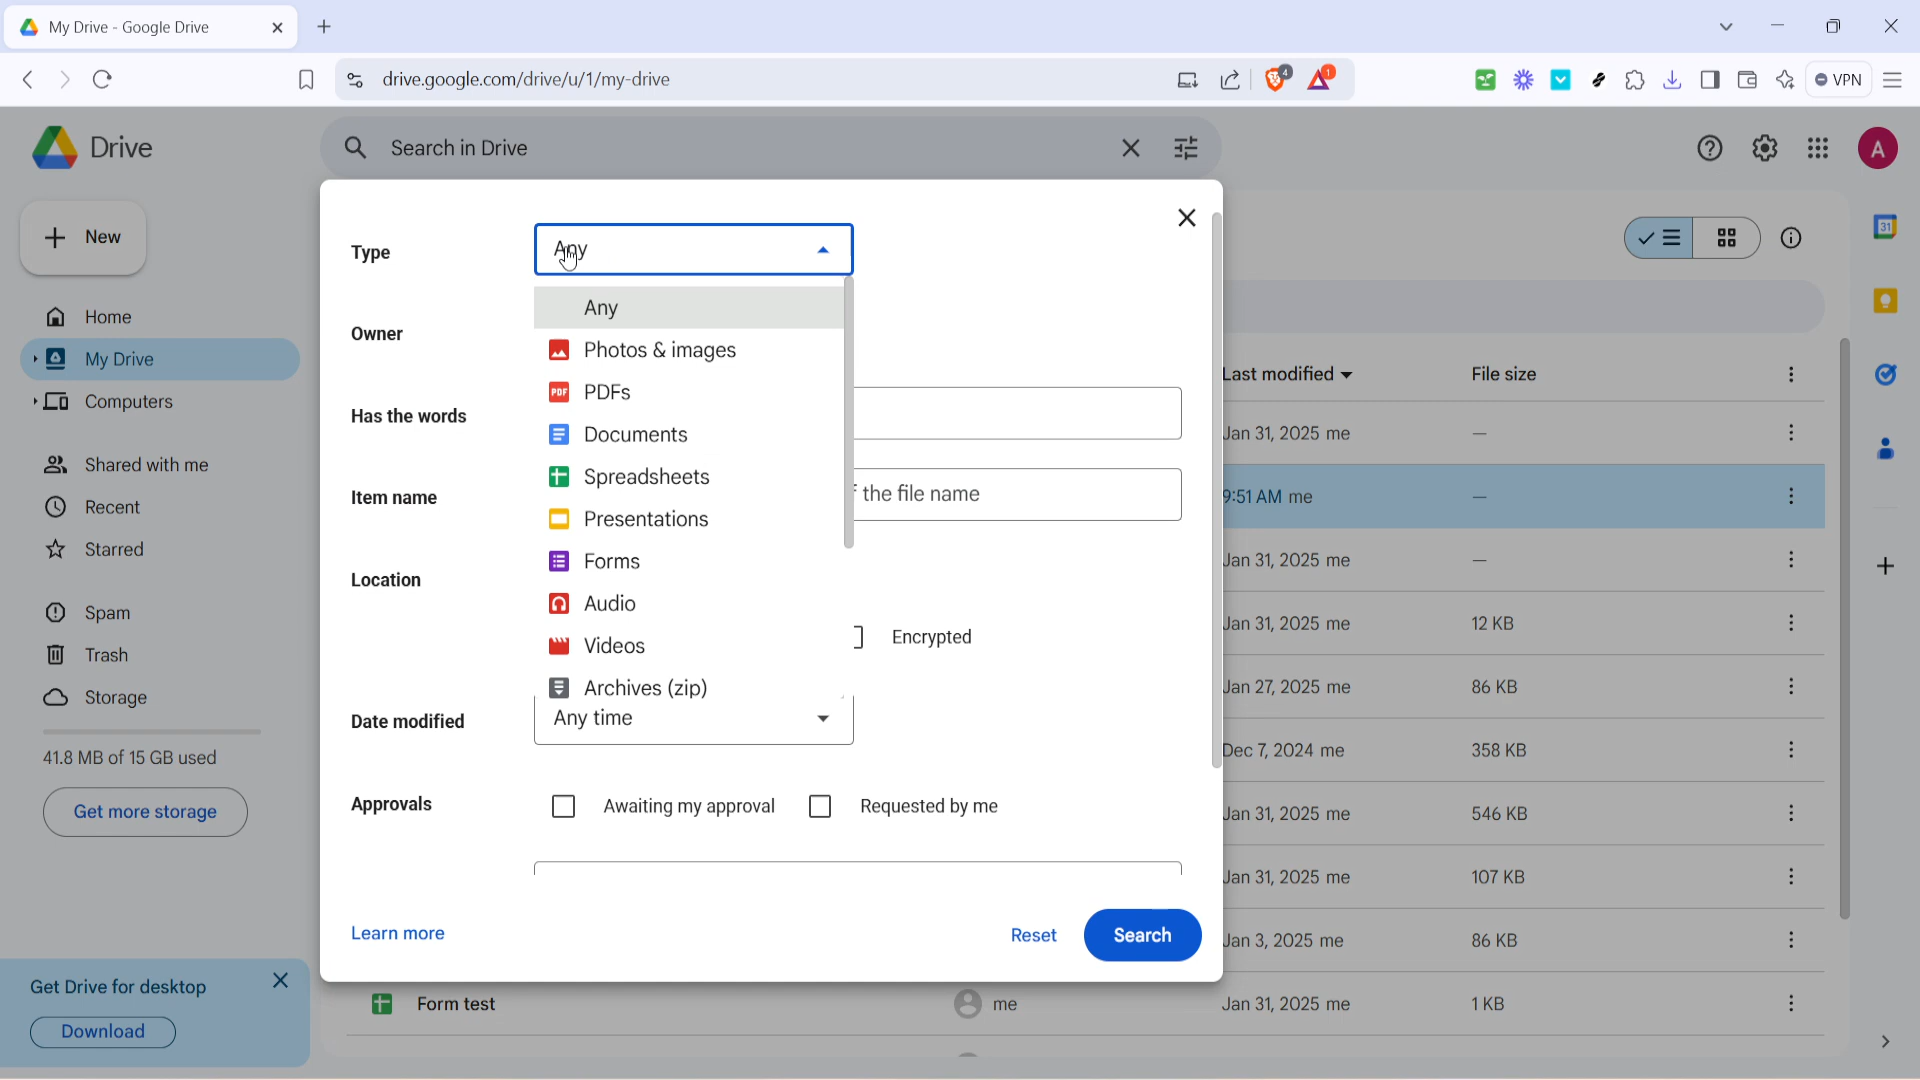 My Drive - Google Drive
drive.google.com/drive/u/1/my-drive
4
1
VPN
Drive
Search in Drive
A
New
Home
My Drive
Computers
Shared with me
Recent
Starred
Spam
Trash
Storage
41.8 MB of 15 GB used
Get more storage
Get Drive for desktop
Download
Type
Any
Any
Photos & images
PDF PDFs
Documents
Spreadsheets
Presentations
Forms
Audio
Videos
Archives (zip)
Owner
Has the words
Item name
the file name
Location
Encrypted
Date modified
Any time
Approvals
Awaiting my approval
Requested by me
Learn more
Reset
Search
Last modified
File size
Jan 31, 2025 me
—
9:51 AM me
—
Jan 31, 2025 me
—
Jan 31, 2025 me
12 KB
Jan 27, 2025 me
86 KB
Dec 7, 2024 me
358 KB
Jan 31, 2025 me
546 KB
Jan 31, 2025 me
107 KB
Jan 3, 2025 me
86 KB
Form test
me
Jan 31, 2025 me
1 KB
31